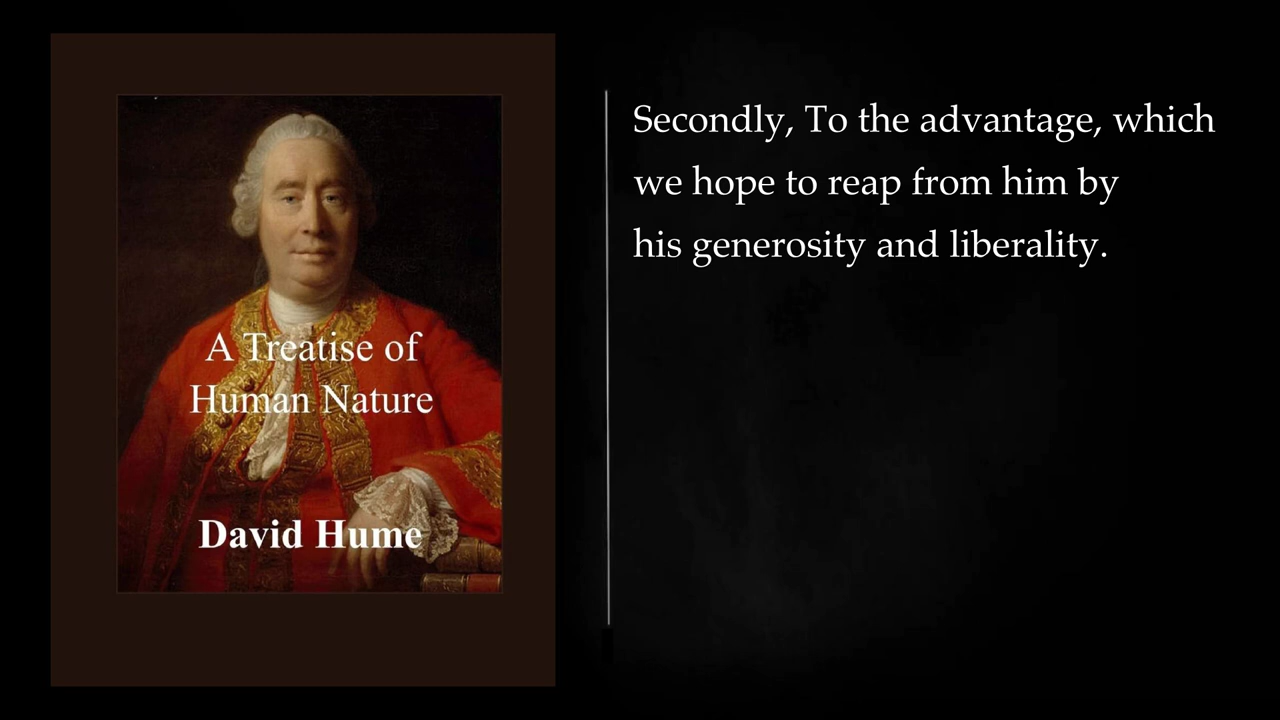 A Treatise of
Human Nature
David Hume
Secondly, To the advantage, which
we hope to reap from him by
his generosity and liberality.